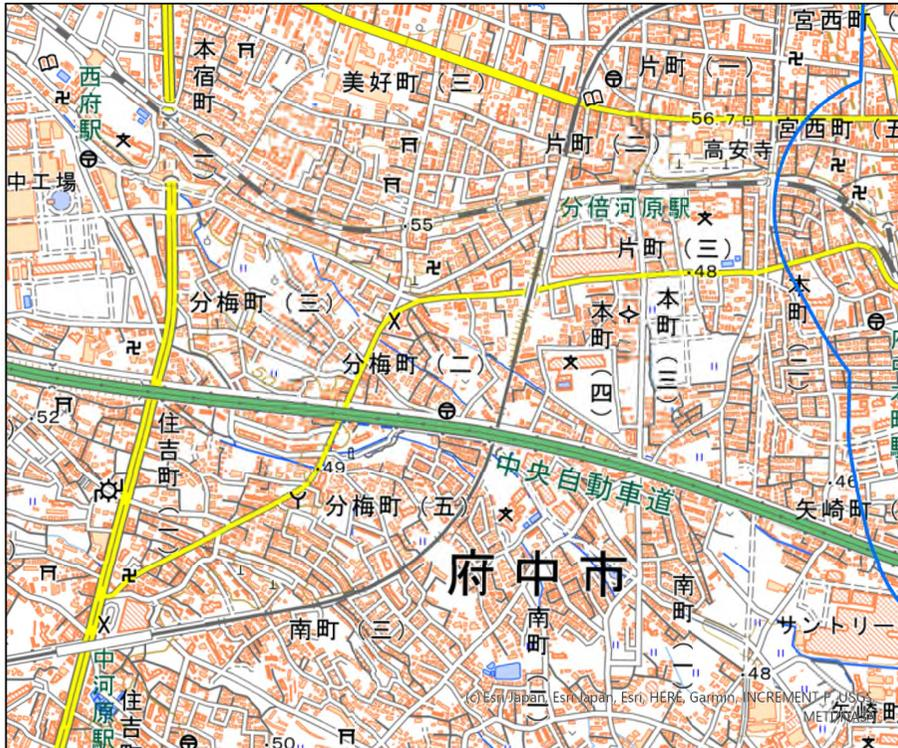 宮西町（
本宿町（一）
西府駅
美好町（三）
片町（一）
56.7
宮西町（五
片町（二）
高安寺
中工場
分倍河原駅
55
片町（三）
48
分梅町（三）
本町（四）
本町（三）
本町（二）
分梅町（二）
52
住吉町（二）
中央自動車道
49
分梅町（五）
46
矢崎町（
府中市
南町（三）
南町（二）
南町（一）
サントリー
48
中河原駅
住吉町
50
矢崎町
(c) Esri Japan, Esri Japan, Esri, HERE, Garmin, INCREMENT P, USGS,
METI/NASA